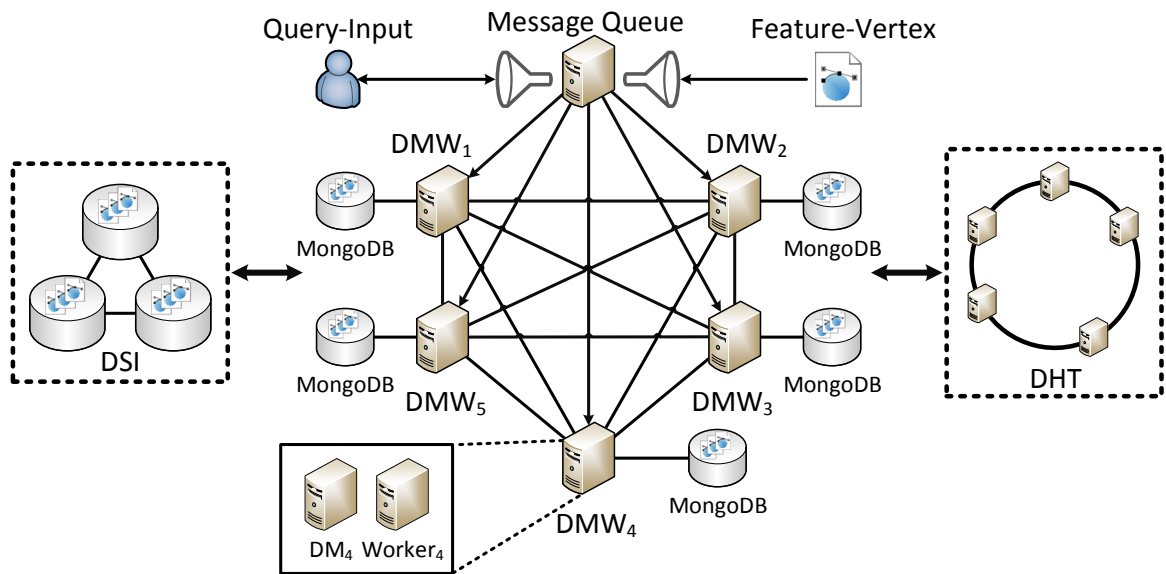 Query-Input
Message Queue
Feature-Vertex
DMW1
DMW2
MongoDB
MongoDB
DSI
DHT
MongoDB
MongoDB
DMW5
DMW3
MongoDB
DMW4
DM4
Worker4